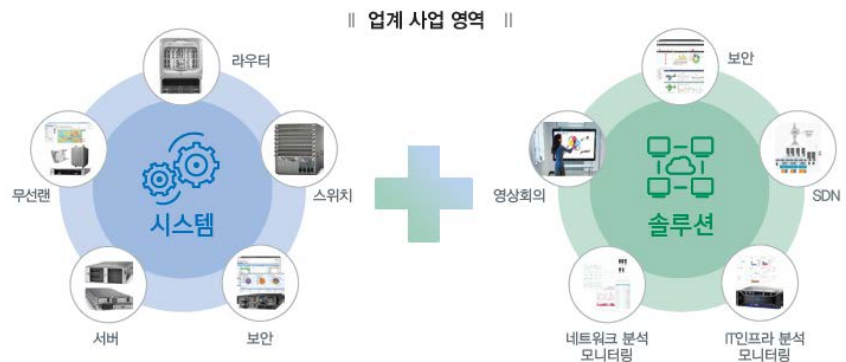 업계 사업 영역
라우터
무선랜
스위치
시스템
서버
보안
보안
영상회의
SDN
솔루션
네트워크 분석
모니터링
IT인프라 분석
모니터링